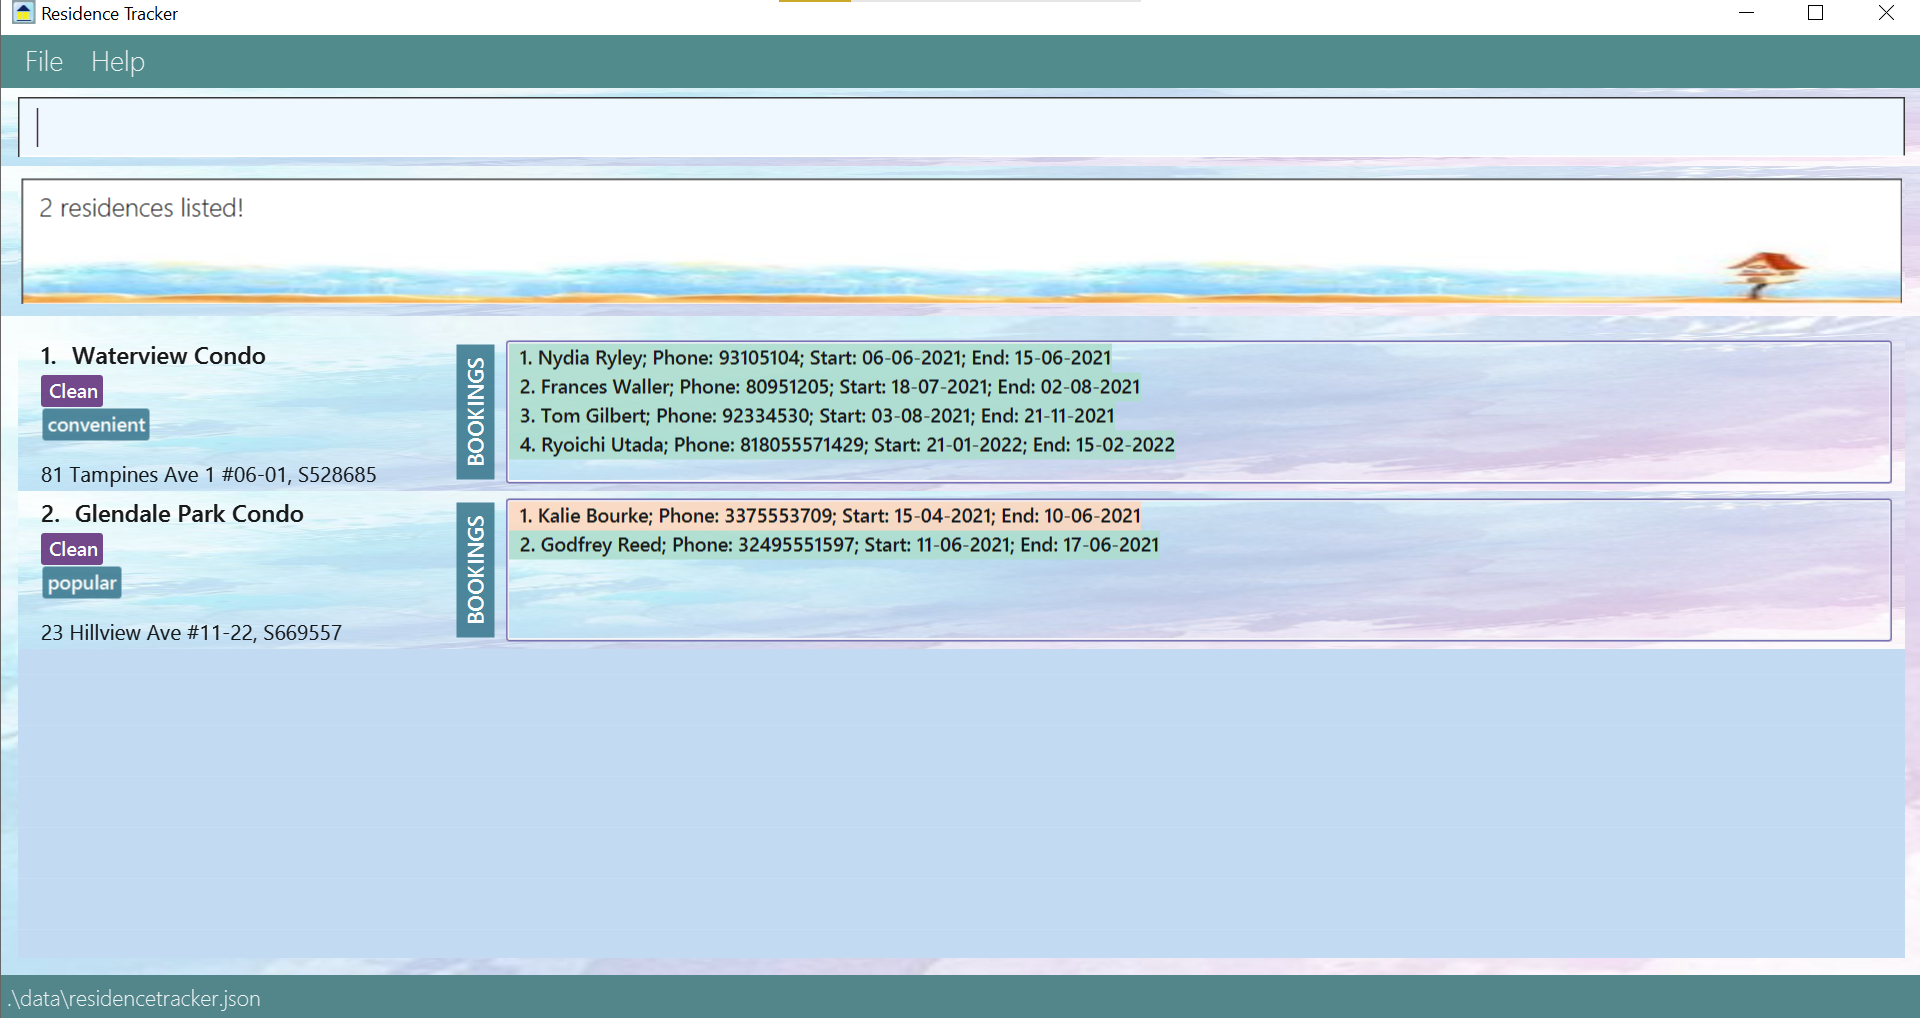 Residence Tracker
File Help
2 residences listed!
1. Waterview Condo
Clean
convenient
81 Tampines Ave 1 #06-01, S528685
BOOKINGS
1. Nydia Ryley; Phone: 93105104; Start: 06-06-2021; End: 15-06-2021
2. Frances Waller; Phone: 80951205; Start: 18-07-2021; End: 02-08-2021
3. Tom Gilbert; Phone: 92334530; Start: 03-08-2021; End: 21-11-2021
4. Ryoichi Utada; Phone: 818055571429; Start: 21-01-2022; End: 15-02-2022
2. Glendale Park Condo
Clean
popular
23 Hillview Ave #11-22, S669557
BOOKINGS
1. Kalie Bourke; Phone: 3375553709; Start: 15-04-2021; End: 10-06-2021
2. Godfrey Reed; Phone: 32495551597; Start: 11-06-2021; End: 17-06-2021
.\data\residencetracker.json